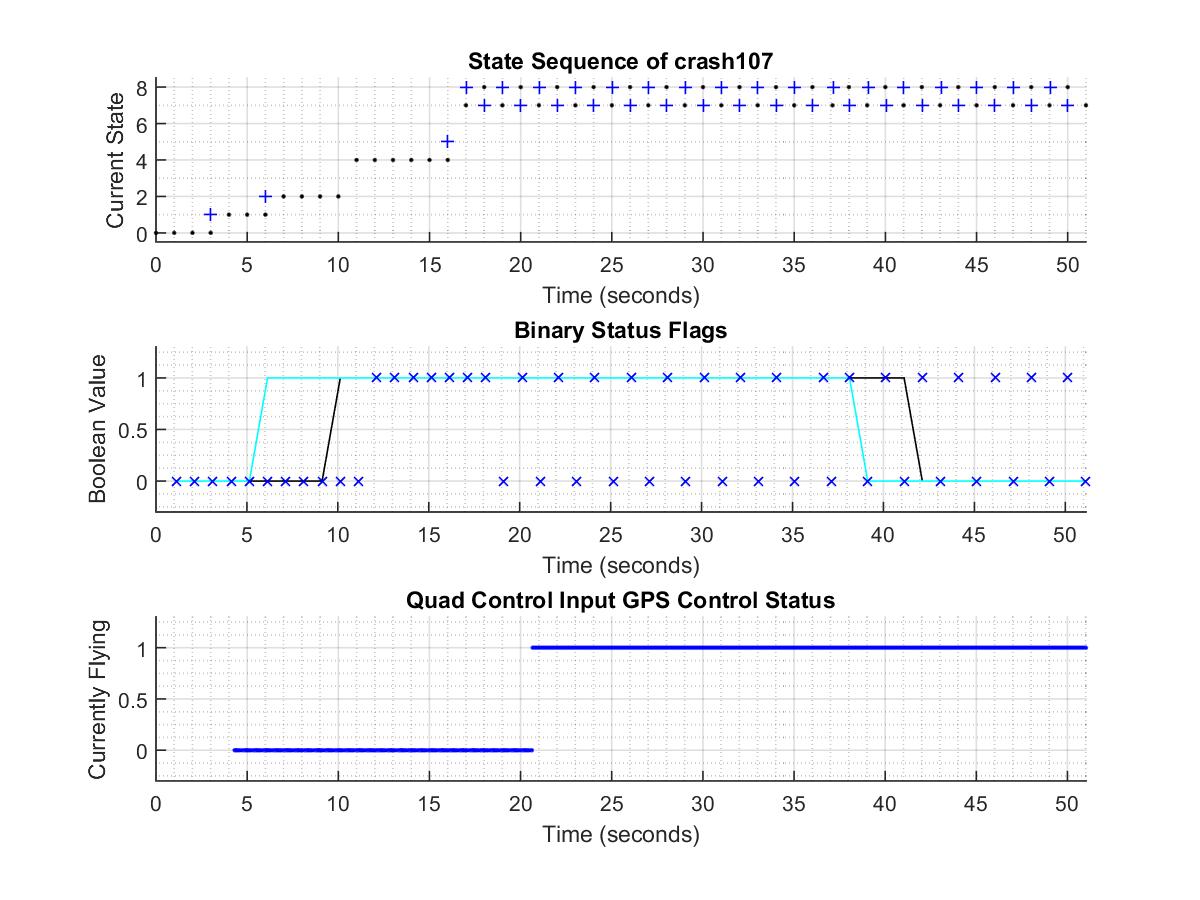 State Sequence of crash107
Current State
8
6
4
2
0
0 5 10 15 20 25 30 35 40 45 50
Time (seconds)
Binary Status Flags
Boolean Value
1
0.5
0
0 5 10 15 20 25 30 35 40 45 50
Time (seconds)
Quad Control Input GPS Control Status
Currently Flying
1
0.5
0
0 5 10 15 20 25 30 35 40 45 50
Time (seconds)